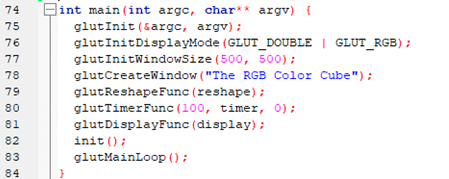 74 int main(int argc, char** argv) {
75 glutInit(&argc, argv);
76 glutInitDisplayMode(GLUT_DOUBLE | GLUT_RGB);
77 glutInitWindowSize(500, 500);
78 glutCreateWindow("The RGB Color Cube");
79 glutReshapeFunc(reshape);
80 glutTimerFunc(100, timer, 0);
81 glutDisplayFunc(display);
82 init();
83 glutMainLoop();
84 }